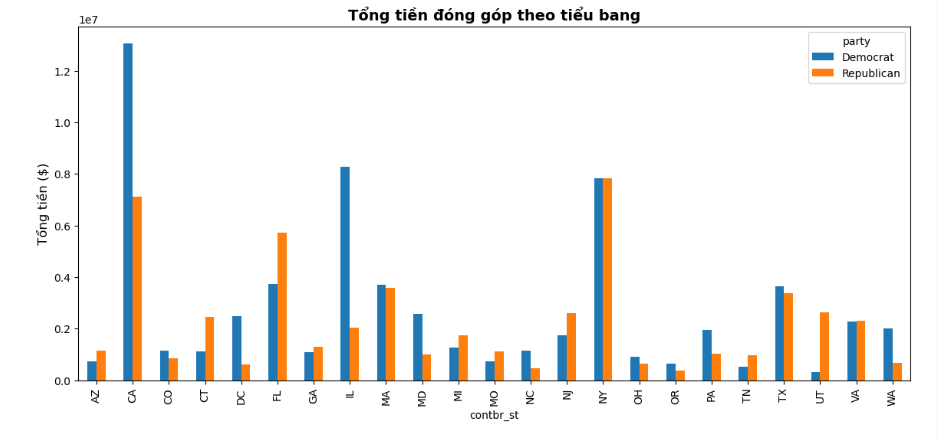 Tổng tiền đóng góp theo tiểu bang
1e7
party
Democrat
Republican
1.2
1.0
0.8
0.6
0.4
0.2
0.0
Tổng tiền ($)
AZ CA CO CT DC FL GA IL MA MD MI MO NC NJ NY OH OR PA TN TX UT VA WA
contbr_st